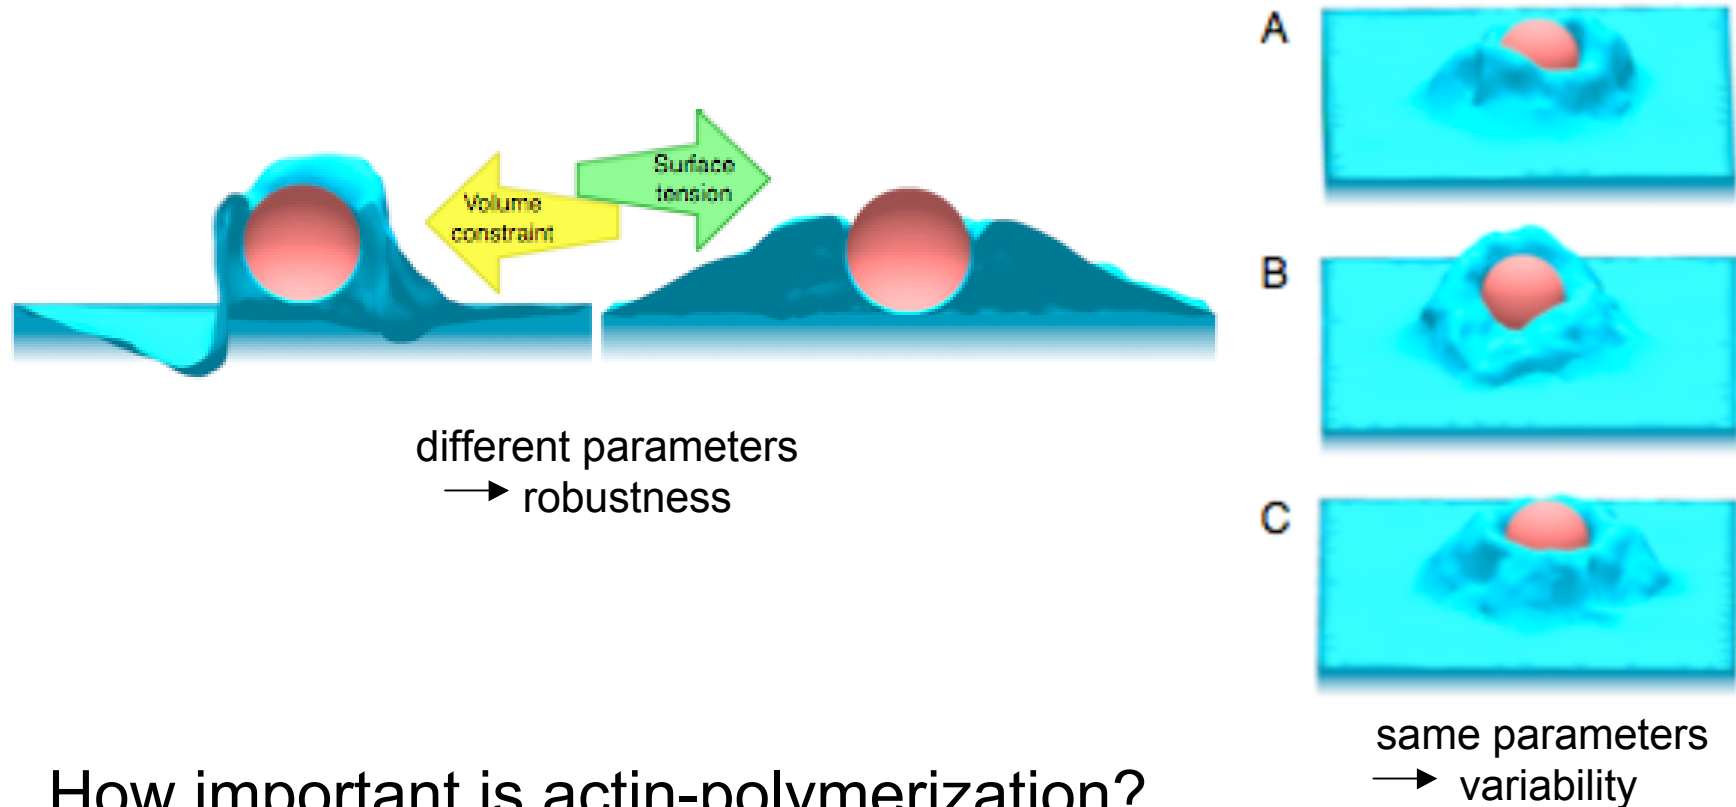 Volume
constraint
Surface
tension
different parameters
→ robustness
A
B
C
same parameters
→ variability
How important is actin-polymerization?